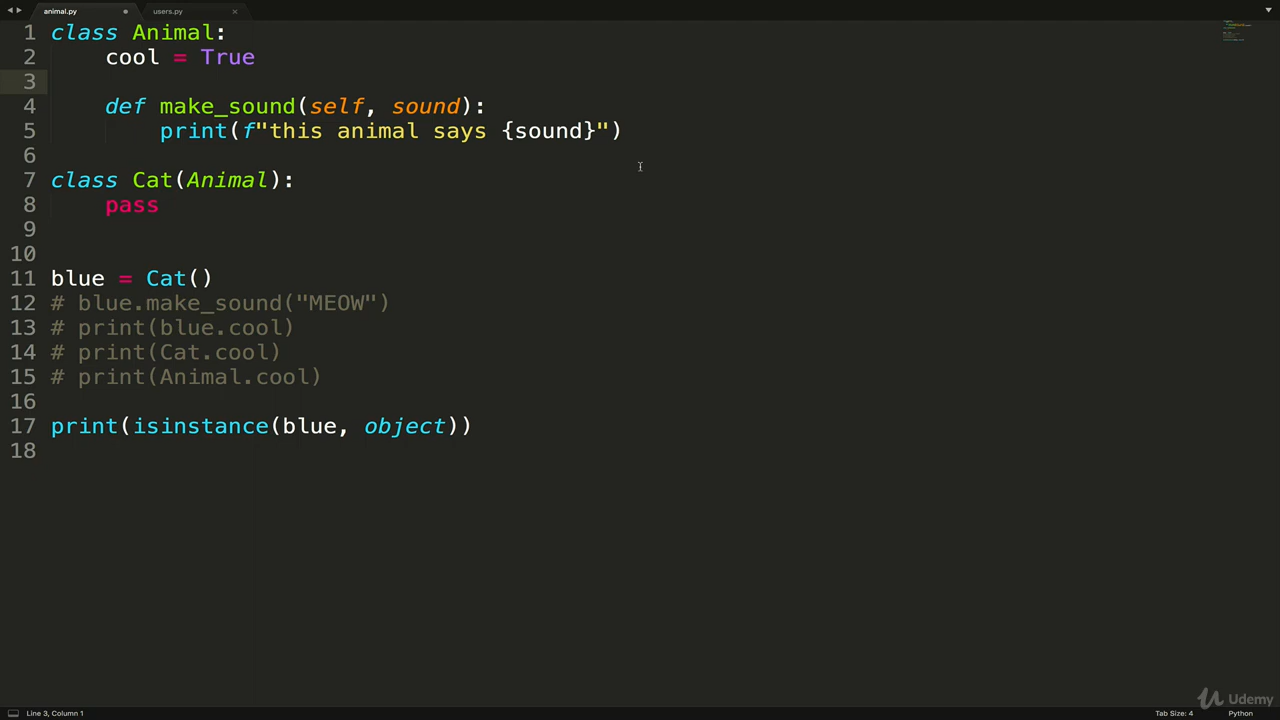 animal.py
users.py
1 class Animal:
2     cool = True
3
4     def make_sound(self, sound):
5         print(f"this animal says {sound}")
6
7 class Cat(Animal):
8     pass
9
10
11 blue = Cat()
12 # blue.make_sound("MEOW")
13 # print(blue.cool)
14 # print(Cat.cool)
15 # print(Animal.cool)
16
17 print(isinstance(blue, object))
18
Udemy
Line 3, Column 1
Tab Size: 4
Python